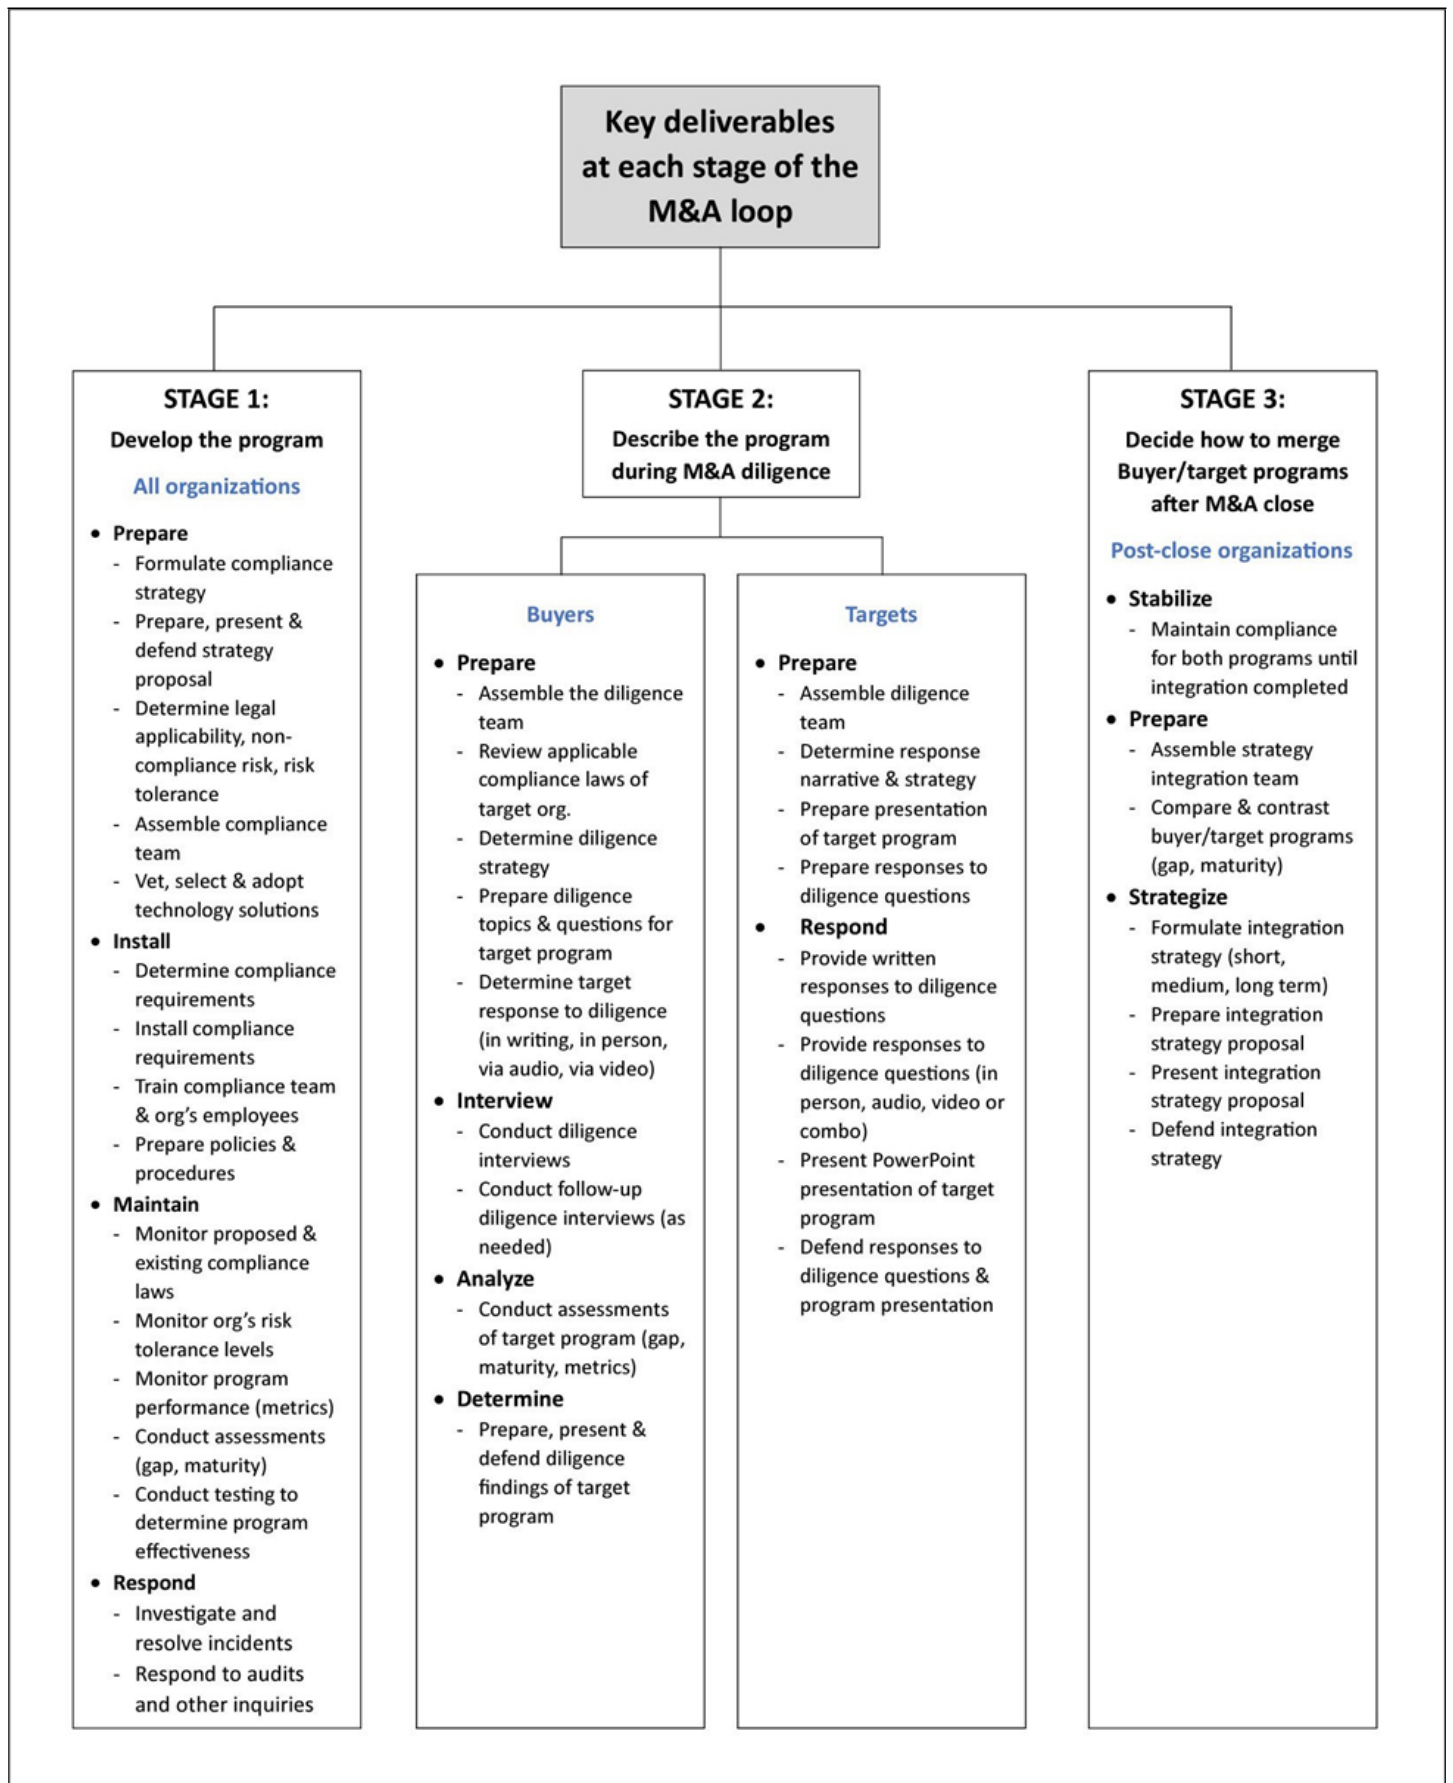 Key deliverables
at each stage of the
M&A loop
STAGE 1:
Develop the program
All organizations
• Prepare
- Formulate compliance
strategy
- Prepare, present &
defend strategy
proposal
- Determine legal
applicability, non-
compliance risk, risk
tolerance
- Assemble compliance
team
- Vet, select & adopt
technology solutions
• Install
- Determine compliance
requirements
- Install compliance
requirements
- Train compliance team
& org's employees
- Prepare policies &
procedures
• Maintain
- Monitor proposed &
existing compliance
laws
- Monitor org's risk
tolerance levels
- Monitor program
performance (metrics)
- Conduct assessments
(gap, maturity)
- Conduct testing to
determine program
effectiveness
• Respond
- Investigate and
resolve incidents
- Respond to audits
and other inquiries
STAGE 2:
Describe the program
during M&A diligence
Buyers
• Prepare
- Assemble the diligence
team
- Review applicable
compliance laws of
target org.
- Determine diligence
strategy
- Prepare diligence
topics & questions for
target program
- Determine target
response to diligence
(in writing, in person,
via audio, via video)
• Interview
- Conduct diligence
interviews
- Conduct follow-up
diligence interviews (as
needed)
• Analyze
- Conduct assessments
of target program (gap,
maturity, metrics)
• Determine
- Prepare, present &
defend diligence
findings of target
program
Targets
• Prepare
- Assemble diligence
team
- Determine response
narrative & strategy
- Prepare presentation
of target program
- Prepare responses to
diligence questions
• Respond
- Provide written
responses to diligence
questions
- Provide responses to
diligence questions (in
person, audio, video or
combo)
- Present PowerPoint
presentation of target
program
- Defend responses to
diligence questions &
program presentation
STAGE 3:
Decide how to merge
Buyer/target programs
after M&A close
Post-close organizations
• Stabilize
- Maintain compliance
for both programs until
integration completed
• Prepare
- Assemble strategy
integration team
- Compare & contrast
buyer/target programs
(gap, maturity)
• Strategize
- Formulate integration
strategy (short,
medium, long term)
- Prepare integration
strategy proposal
- Present integration
strategy proposal
- Defend integration
strategy